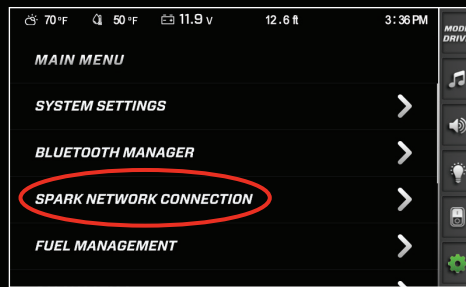 70°F 50°F 11.9 V 12.6 ft 3:36 PM
MAIN MENU
SYSTEM SETTINGS
BLUETOOTH MANAGER
SPARK NETWORK CONNECTION
FUEL MANAGEMENT